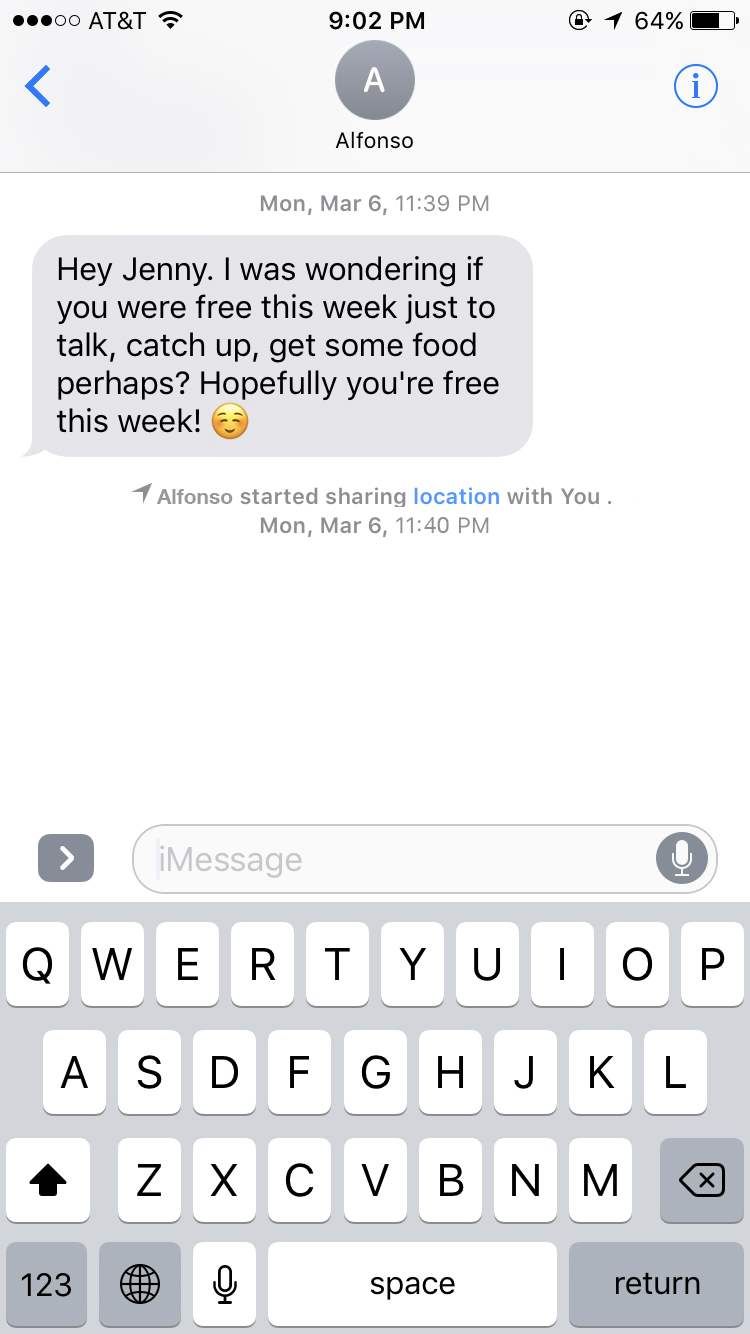 AT&T 9:02 PM 64%
A
Alfonso
Mon, Mar 6, 11:39 PM
Hey Jenny. I was wondering if
you were free this week just to
talk, catch up, get some food
perhaps? Hopefully you're free
this week! ☺️
Alfonso started sharing location with You .
Mon, Mar 6, 11:40 PM
iMessage
Q W E R T Y U I O P
A S D F G H J K L
Z X C V B N M
123 space return